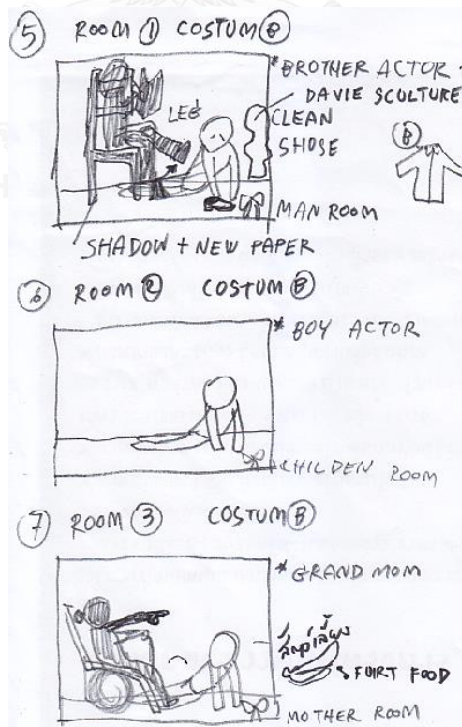 5 ROOM 1 COSTUM B
* BROTHER ACTOR
DAVIE SCULTURE
LEG
CLEAN
SHOSE
B
MAN ROOM
SHADOW + NEW PAPER
6 ROOM 2 COSTUM B
* BOY ACTOR
CHILDEN ROOM
7 ROOM 3 COSTUM B
* GRAND MOM
FUIRT FOOD
MOTHER ROOM